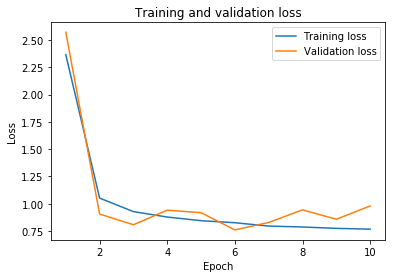 Training and validation loss
Training loss
Validation loss
2.50
2.25
2.00
1.75
1.50
1.25
1.00
0.75
Loss
2
4
6
8
10
Epoch